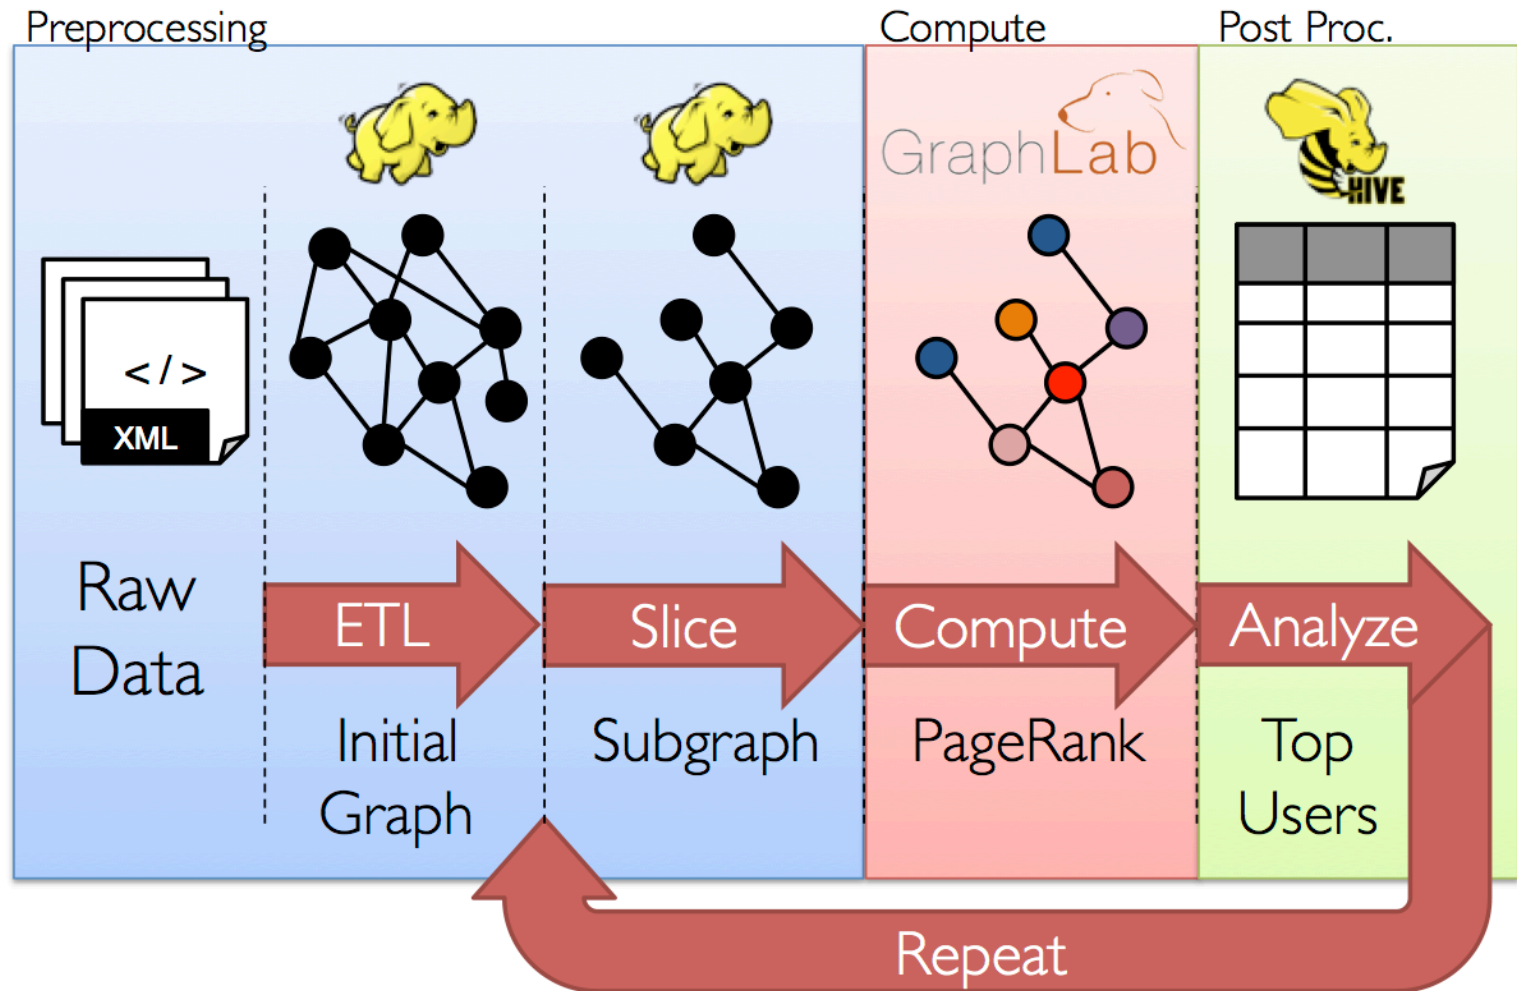 Preprocessing
Compute
Post Proc.
GraphLab
HIVE
</>
XML
Raw
Data
ETL
Slice
Compute
Analyze
Initial
Graph
Subgraph
PageRank
Top
Users
Repeat